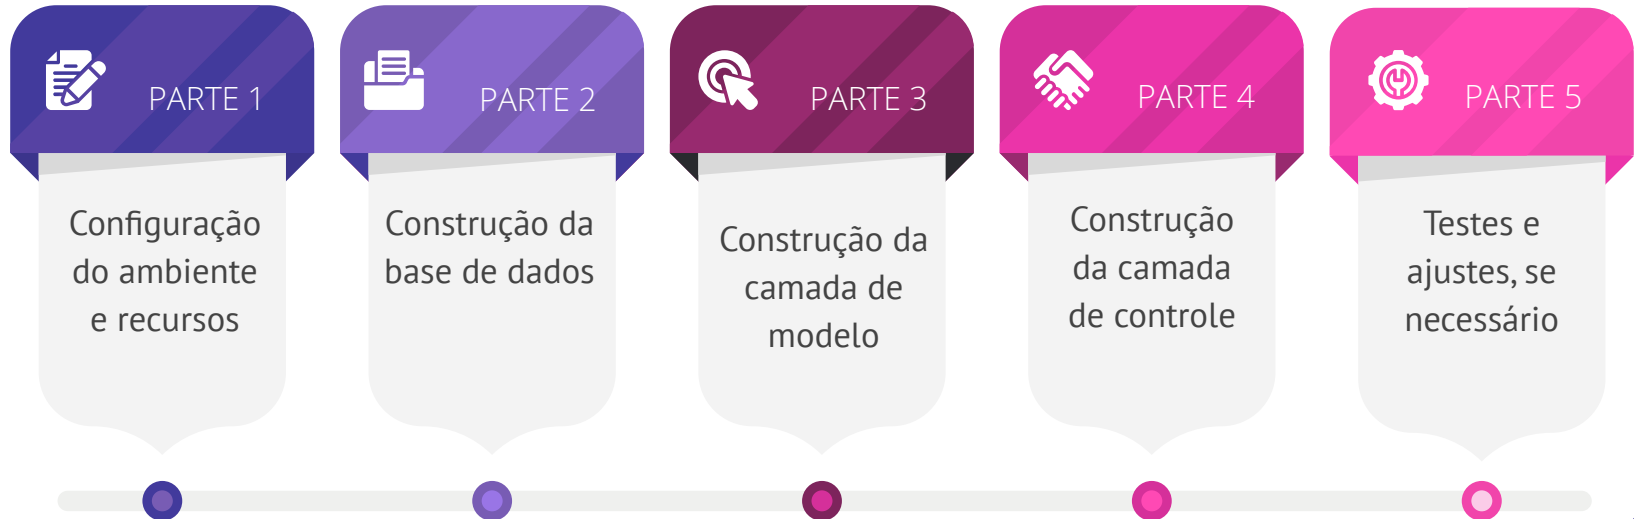 PARTE 1
Configuração
do ambiente
e recursos
PARTE 2
Construção da
base de dados
PARTE 3
Construção da
camada de
modelo
PARTE 4
Construção
da camada
de controle
PARTE 5
Testes e
ajustes, se
necessário